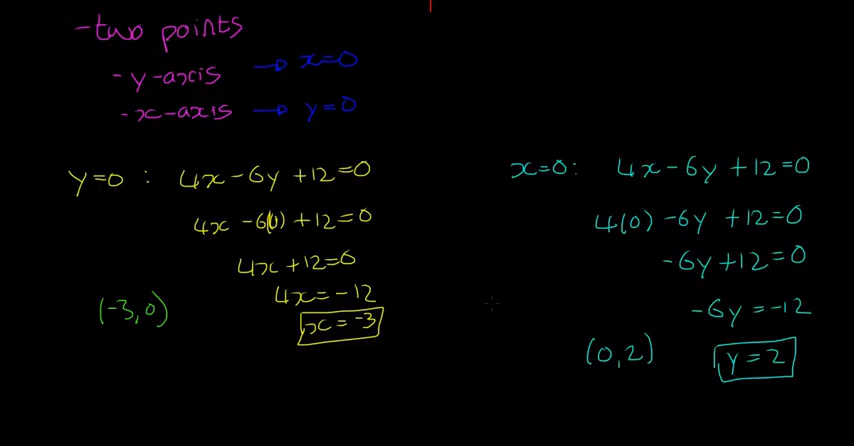 -two points
-y-axis → x=0
-x-axis → y=0
y=0 : 4x-6y+12=0
4x-6(0)+12=0
4x+12=0
4x=-12
x=-3
(-3,0)
x=0: 4x-6y+12=0
4(0)-6y+12=0
-6y+12=0
-6y=-12
y=2
(0,2)